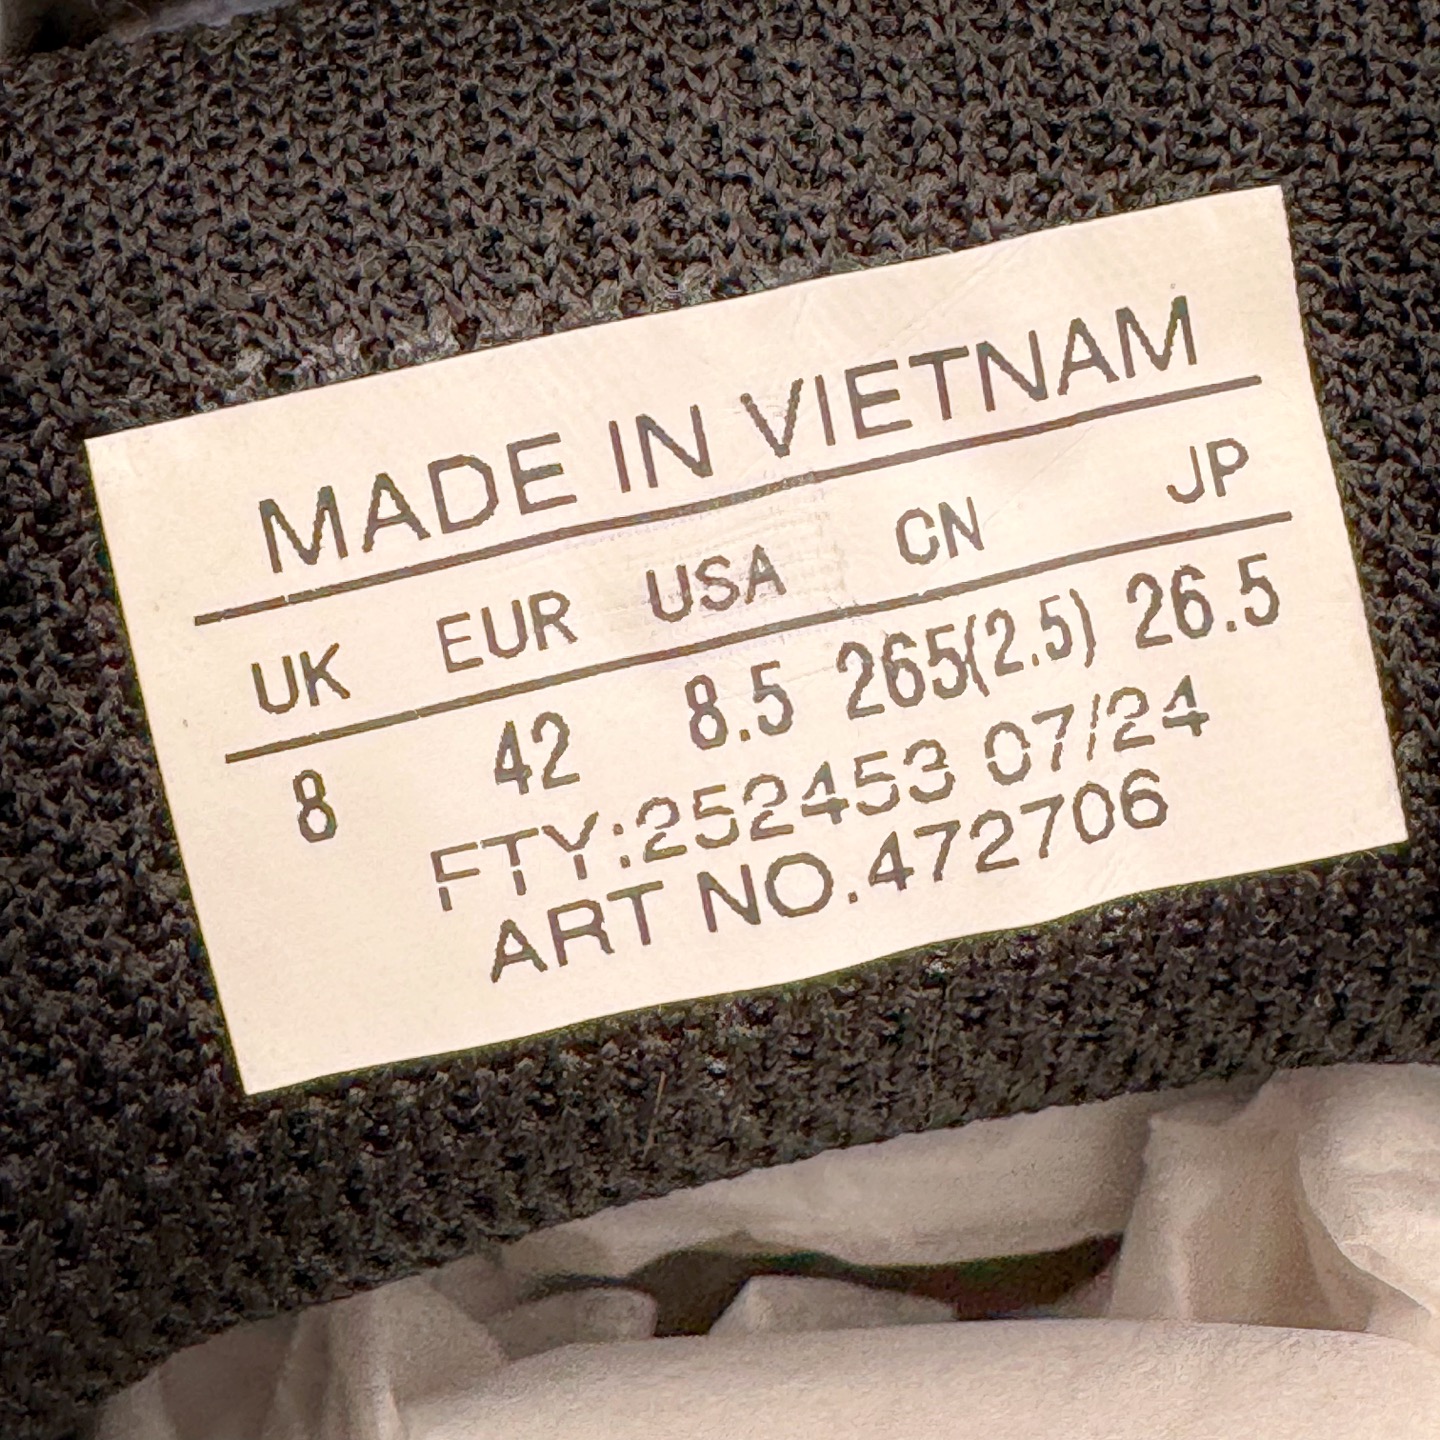 MADE IN VIETNAM
UK EUR USA CN JP
8 42 8.5 265(2.5) 26.5
FTY:252453 07/24
ART NO.472706